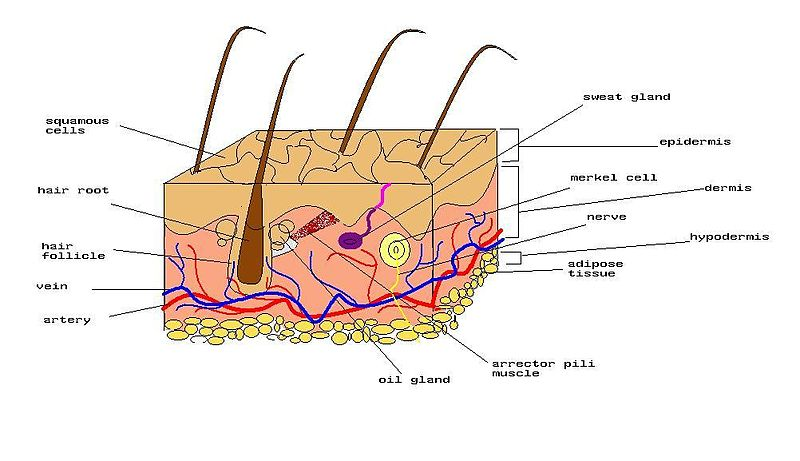 squamous
cells
hair root
hair
follicle
vein
artery
sweat gland
epidermis
merkel cell
dermis
nerve
hypodermis
adipose
tissue
arrector pili
muscle
oil gland